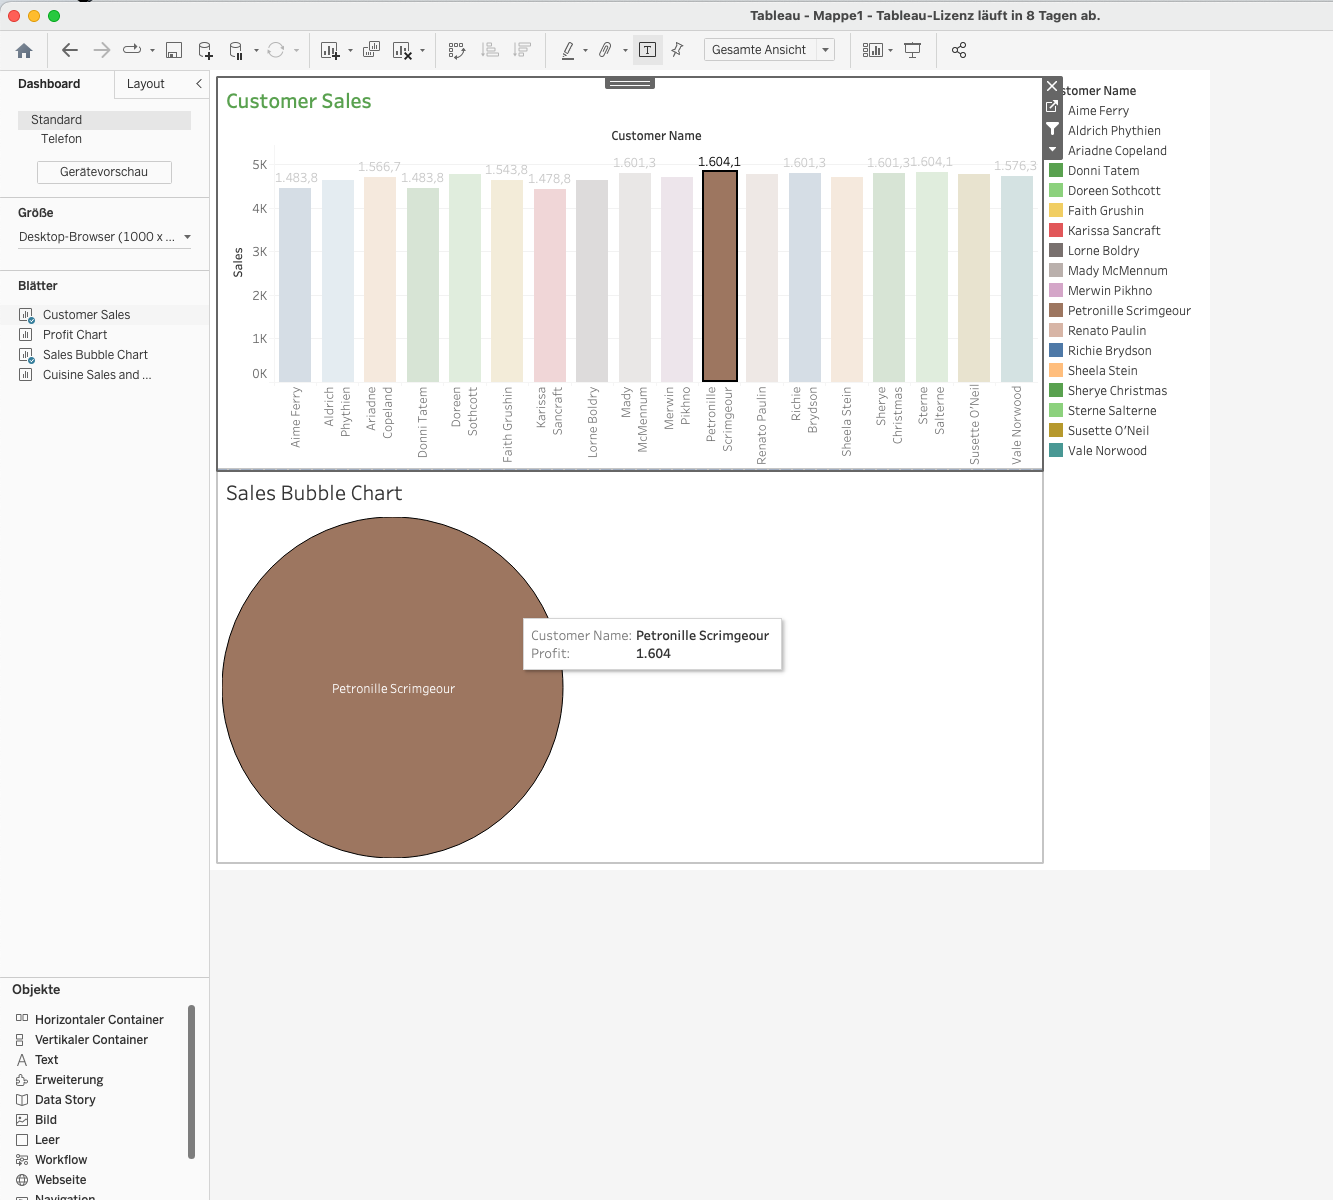 Tableau - Mappe1 - Tableau-Lizenz läuft in 8 Tagen ab.
Gesamte Ansicht
Dashboard
Layout
Standard
Telefon
Gerätevorschau
Größe
Desktop-Browser (1000 x ...
Blätter
Customer Sales
Profit Chart
Sales Bubble Chart
Cuisine Sales and ...
Objekte
Horizontaler Container
Vertikaler Container
Text
Erweiterung
Data Story
Bild
Leer
Workflow
Webseite
Navigation
Customer Sales
Customer Name
Sales
5K
4K
3K
2K
1K
0K
1.483,8
1.566,7
1.483,8
1.543,8
1.478,8
1.601,3
1.604,1
1.601,3
1.601,3
1.604,1
1.576,3
Aime Ferry
Aldrich
Phythien
Ariadne
Copeland
Donni Tatem
Doreen
Sothcott
Faith Grushin
Karissa
Sancraft
Lorne Boldry
Mady
McMennum
Merwin
Pikhno
Petronille
Scrimgeour
Renato Paulin
Richie
Brydson
Sheela Stein
Sherye
Christmas
Sterne
Salterne
Susette O'Neil
Vale Norwood
Sales Bubble Chart
Petronille Scrimgeour
Customer Name: Petronille Scrimgeour
Profit: 1.604
stomer Name
Aime Ferry
Aldrich Phythien
Ariadne Copeland
Donni Tatem
Doreen Sothcott
Faith Grushin
Karissa Sancraft
Lorne Boldry
Mady McMennum
Merwin Pikhno
Petronille Scrimgeour
Renato Paulin
Richie Brydson
Sheela Stein
Sherye Christmas
Sterne Salterne
Susette O'Neil
Vale Norwood